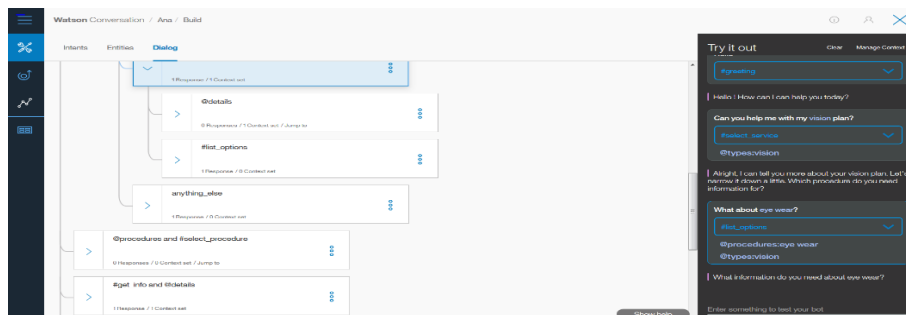 Watson Conversation / Ana / Build
Intents Entities Dialog
1 Response / 1 Context set
@details
0 Responses / 1 Context set / Jump to
#list_options
1 Response / 0 Context set
anything_else
1 Response / 0 Context set
@procedures and #select_procedure
0 Responses / 0 Context set / Jump to
#get_info and @details
1 Response / 1 Context set
Show help
Try it out Clear Manage Context
#greeting
Hello ! How can I can help you today?
Can you help me with my vision plan?
#select_service
@types:vision
Alright, I can tell you more about your vision plan. Let's
narrow it down a little. Which procedure do you need
information for?
What about eye wear?
#list_options
@procedures:eye wear
@types:vision
What information do you need about eye wear?
Enter something to test your bot